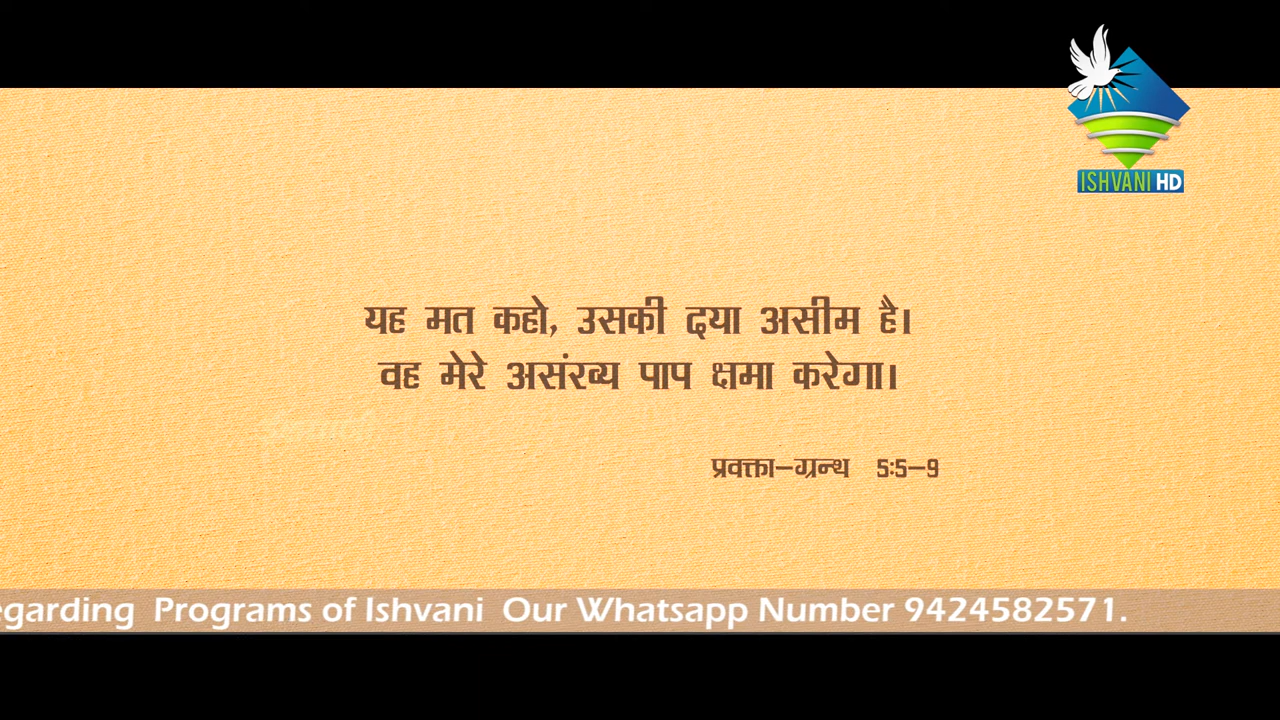 ISHVANI HD
यह मत कहो, उसकी दया असीम है।
वह मेरे असंख्य पाप क्षमा करेगा।
प्रवक्ता-ग्रन्थ 5:5-9
egarding Programs of Ishvani Our Whatsapp Number 9424582571.